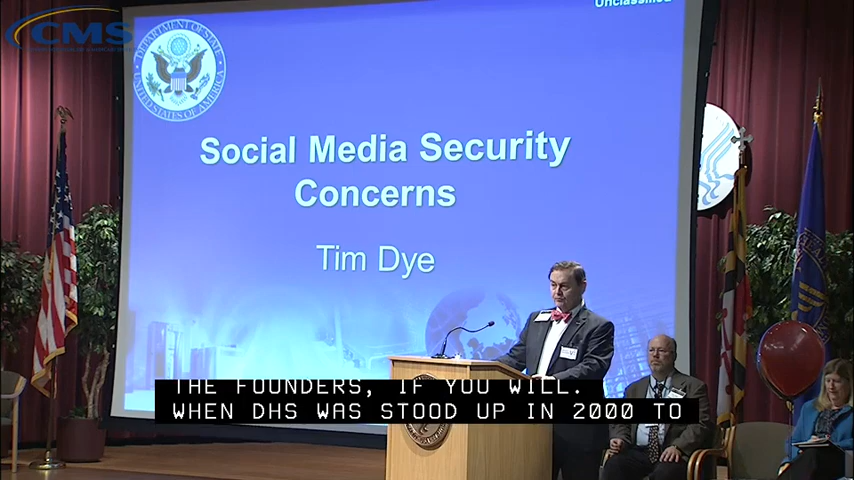 Unclassified
CMS
DEPARTMENT OF STATE
UNITED STATES OF AMERICA
Social Media Security
Concerns
Tim Dye
THE FOUNDERS, IF YOU WILL.
WHEN DHS WAS STOOD UP IN 2000 TO